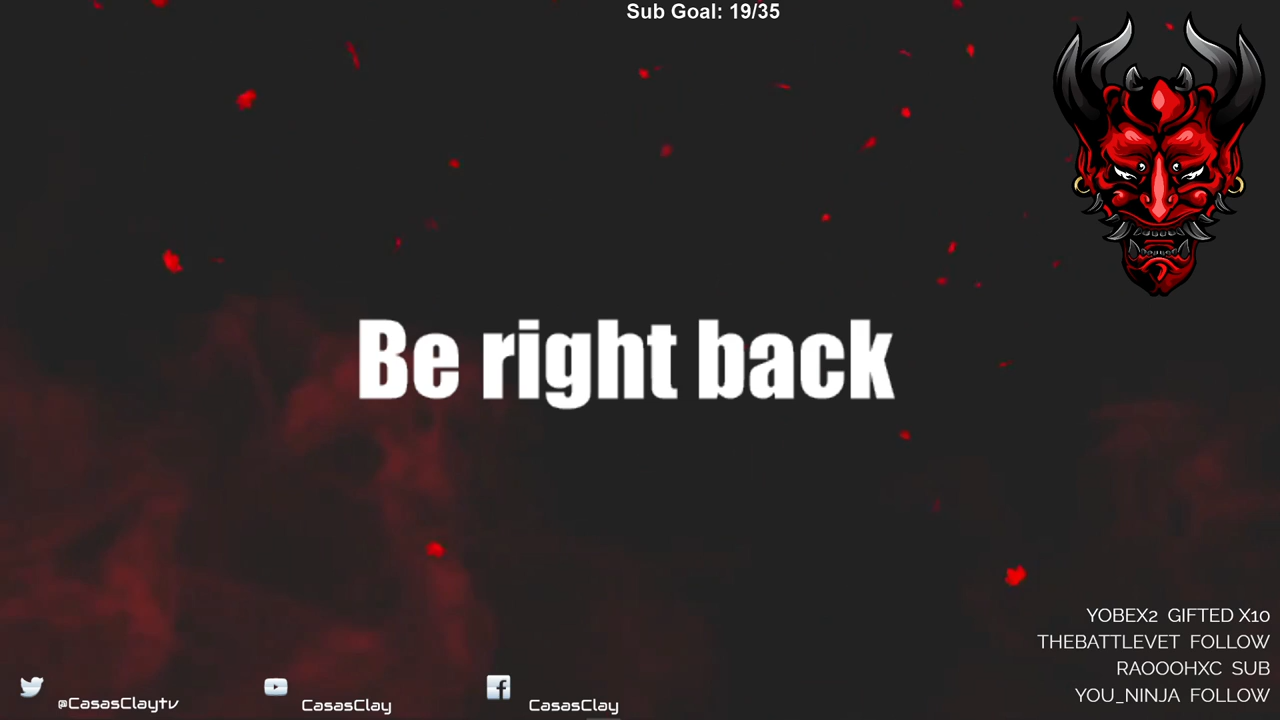 Sub Goal: 19/35
Be right back
YOBEX2 GIFTED X10
THEBATTLEVET FOLLOW
RAOOOHXC SUB
YOU_NINJA FOLLOW
@CasasClaytv
CasasClay
CasasClay